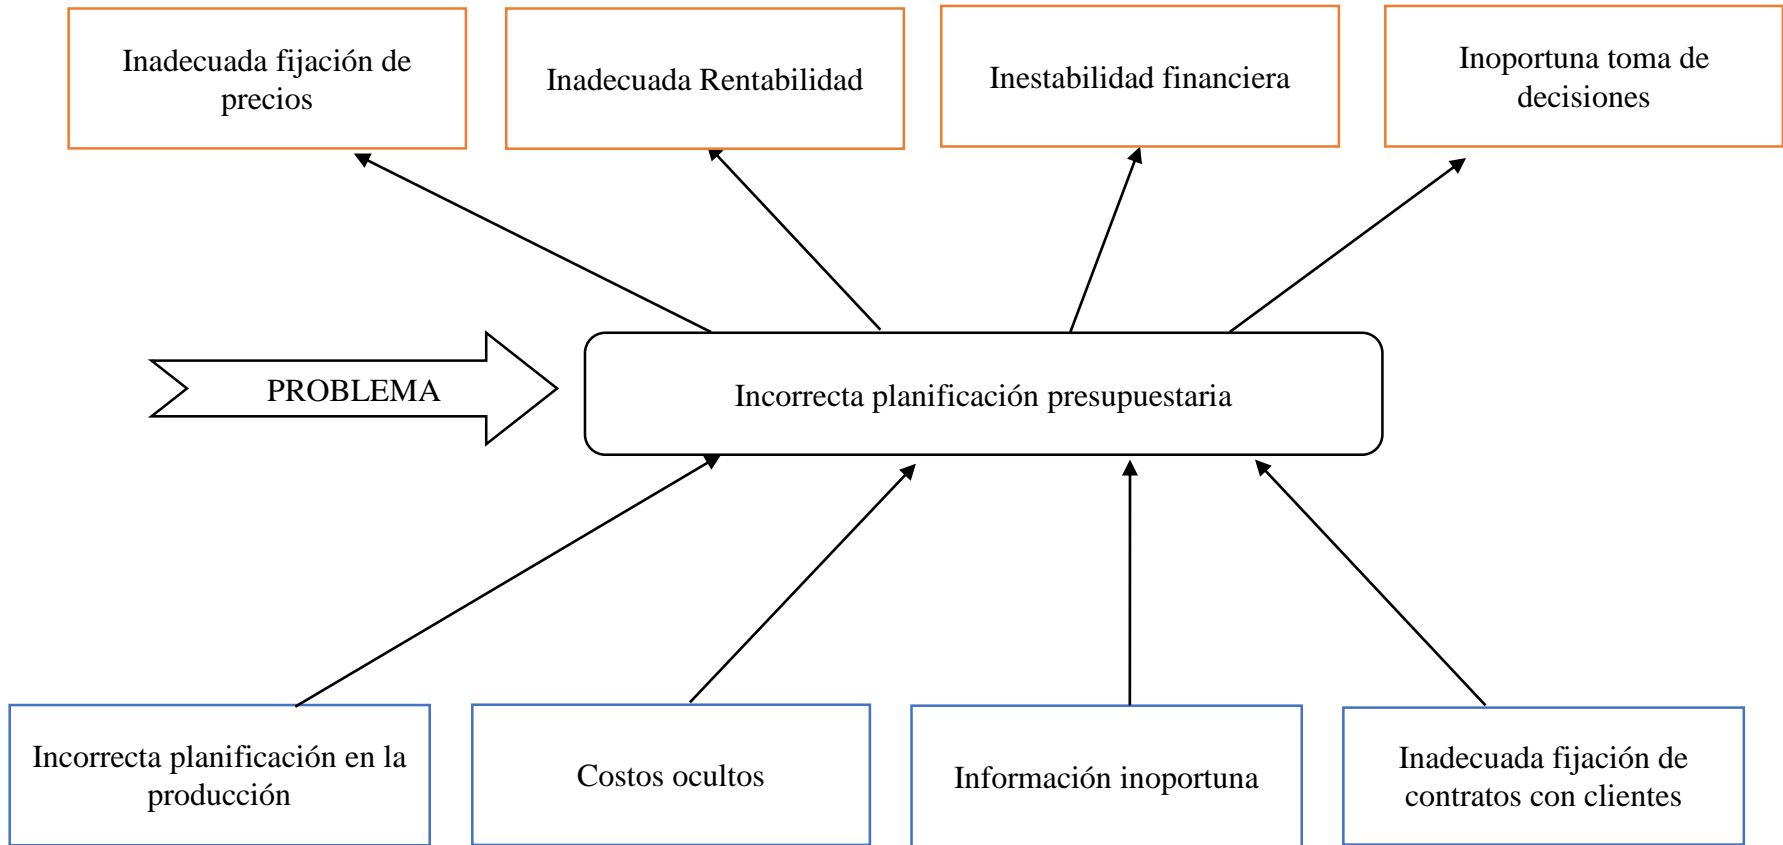 Inadecuada fijación de
precios
Inadecuada Rentabilidad
Inestabilidad financiera
Inoportuna toma de
decisiones
PROBLEMA
Incorrecta planificación presupuestaria
Incorrecta planificación en la
producción
Costos ocultos
Información inoportuna
Inadecuada fijación de
contratos con clientes